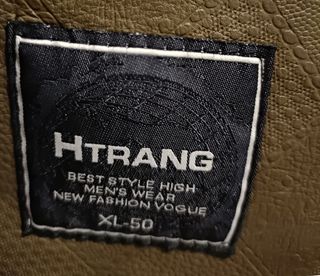 HTRANG
BEST STYLE HIGH
MEN'S WEAR
NEW FASHION VOGUE
XL-50